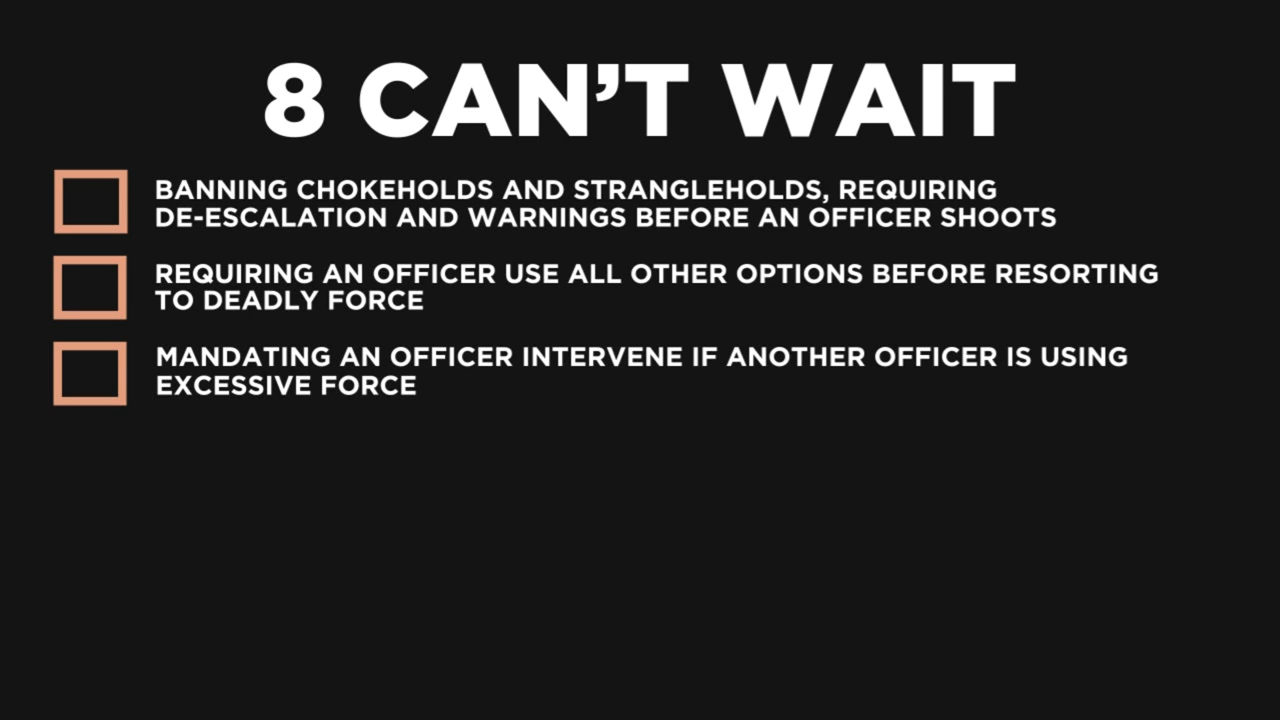 8 CAN’T WAIT
BANNING CHOKEHOLDS AND STRANGLEHOLDS, REQUIRING
DE-ESCALATION AND WARNINGS BEFORE AN OFFICER SHOOTS
REQUIRING AN OFFICER USE ALL OTHER OPTIONS BEFORE RESORTING
TO DEADLY FORCE
MANDATING AN OFFICER INTERVENE IF ANOTHER OFFICER IS USING
EXCESSIVE FORCE